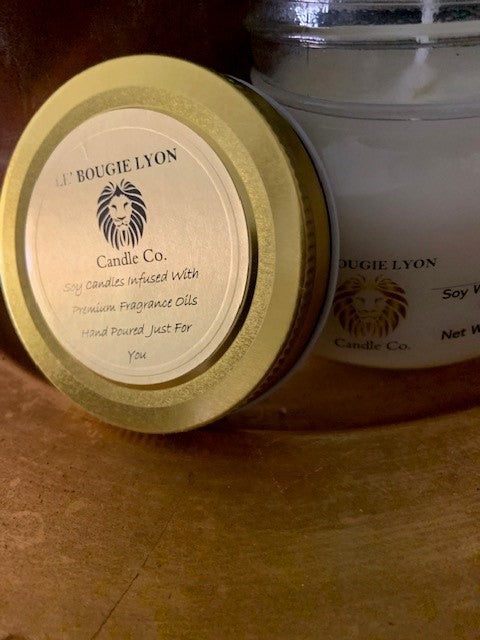 LE' BOUGIE LYON
Candle Co.
Soy Candles Infused With
Premium Fragrance Oils
Hand Poured Just For
You
BOUGIE LYON
Candle Co.
Soy
Net